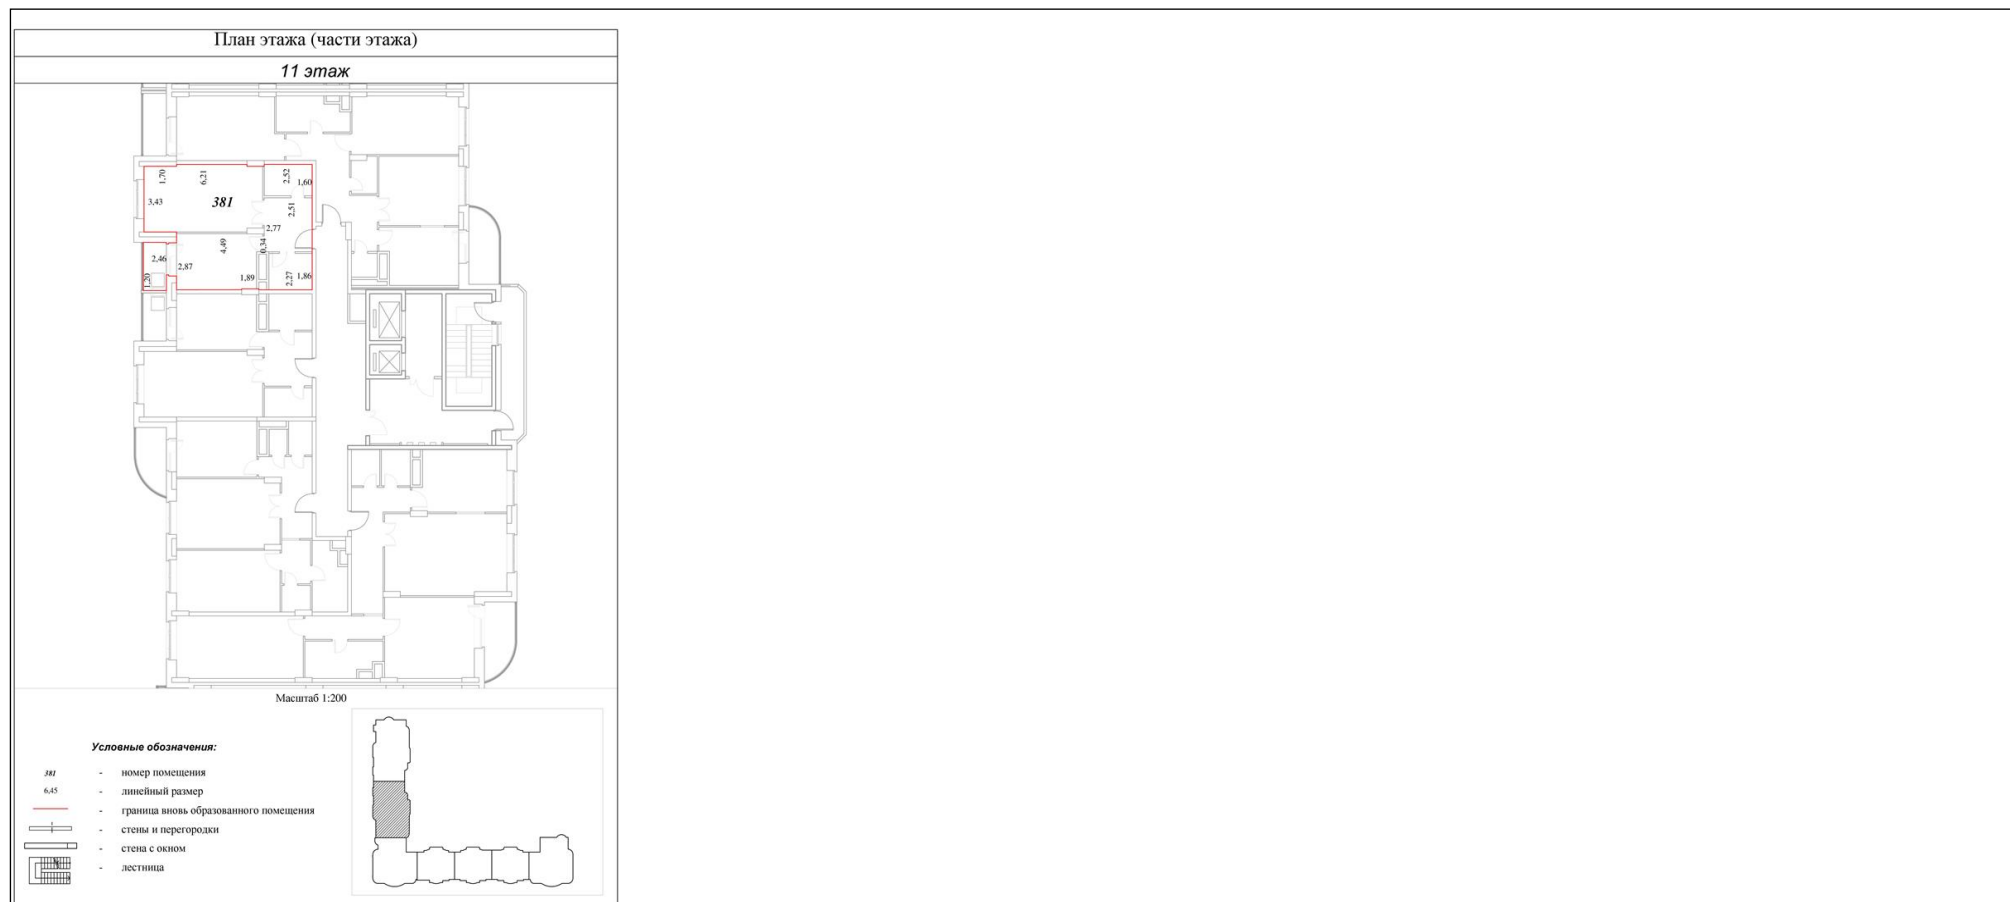 План этажа (части этажа)
11 этаж
1,70
6,21
2,52
1,60
3,43
381
2,51
2,77
4,49
0,34
2,46
2,87
1,20
1,89
2,27
1,86
Масштаб 1:200
Условные обозначения:
381 - номер помещения
6,45 - линейный размер
- граница вновь образованного помещения
- стены и перегородки
- стена с окном
- лестница